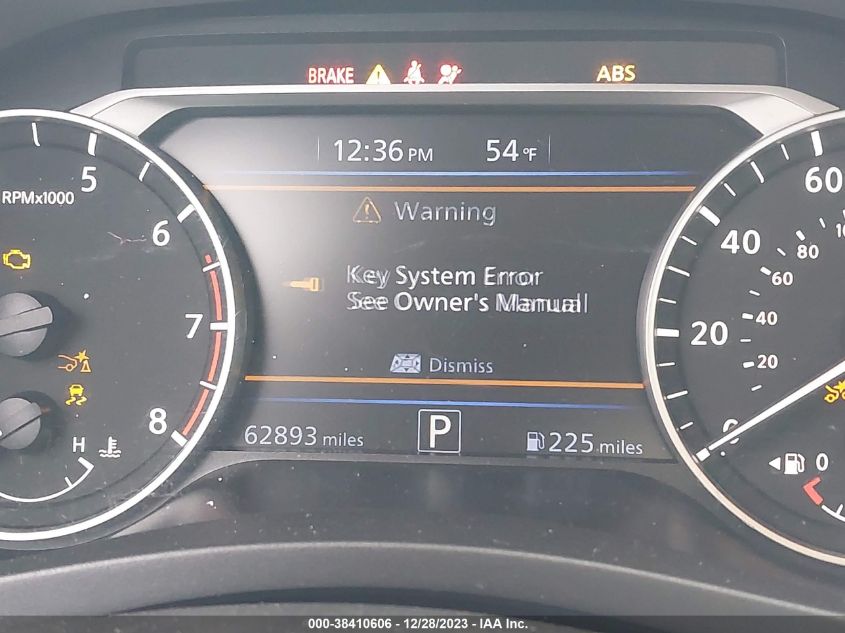 BRAKE ABS
12:36 PM 54 °F
RPMx1000
5
6
7
8
H
Warning
Key System Error
See Owner's Manual
Dismiss
62893 miles P 225 miles
60
40
20
0
80
60
40
20
0
000-38410606 - 12/28/2023 - IAA Inc.